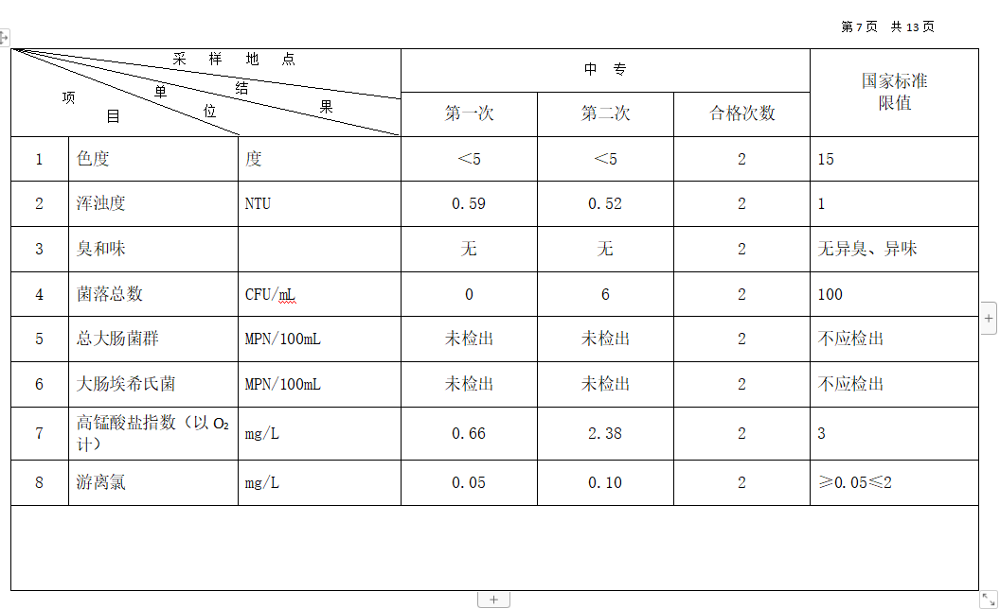 第 7 页 共 13 页
采 样 地 点
结 果
单 位
项 目
中 专
国家标准
限值
第一次 第二次 合格次数
1 色度 度 <5 <5 2 15
2 浑浊度 NTU 0.59 0.52 2 1
3 臭和味 无 无 2 无异臭、异味
4 菌落总数 CFU/mL 0 6 2 100
5 总大肠菌群 MPN/100mL 未检出 未检出 2 不应检出
6 大肠埃希氏菌 MPN/100mL 未检出 未检出 2 不应检出
7 高锰酸盐指数（以 O₂
计） mg/L 0.66 2.38 2 3
8 游离氯 mg/L 0.05 0.10 2 ≥0.05≤2